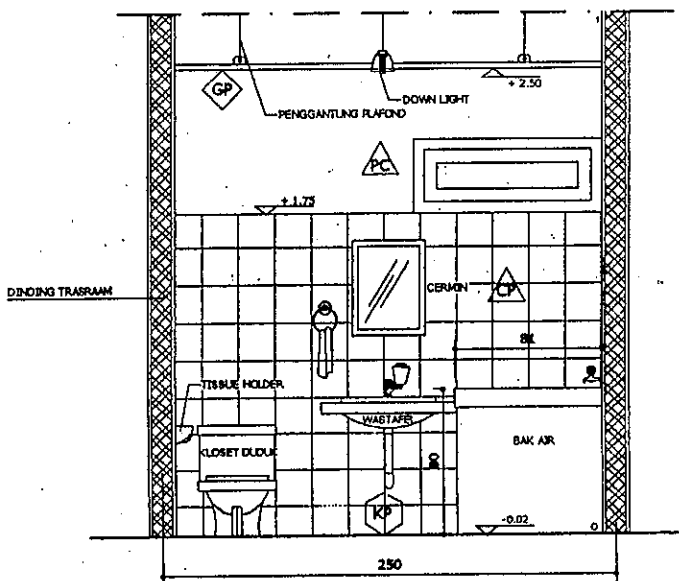 GP
DOWN LIGHT
+ 2.50
PENGGANTUNG PLAFOND
PC
+ 1.75
CERMIN
CP
DINDING TRASRAAM
TISSUE HOLDER
WASTAFEL
KLOSET DUDUK
BAK AIR
KP
-0.02
250